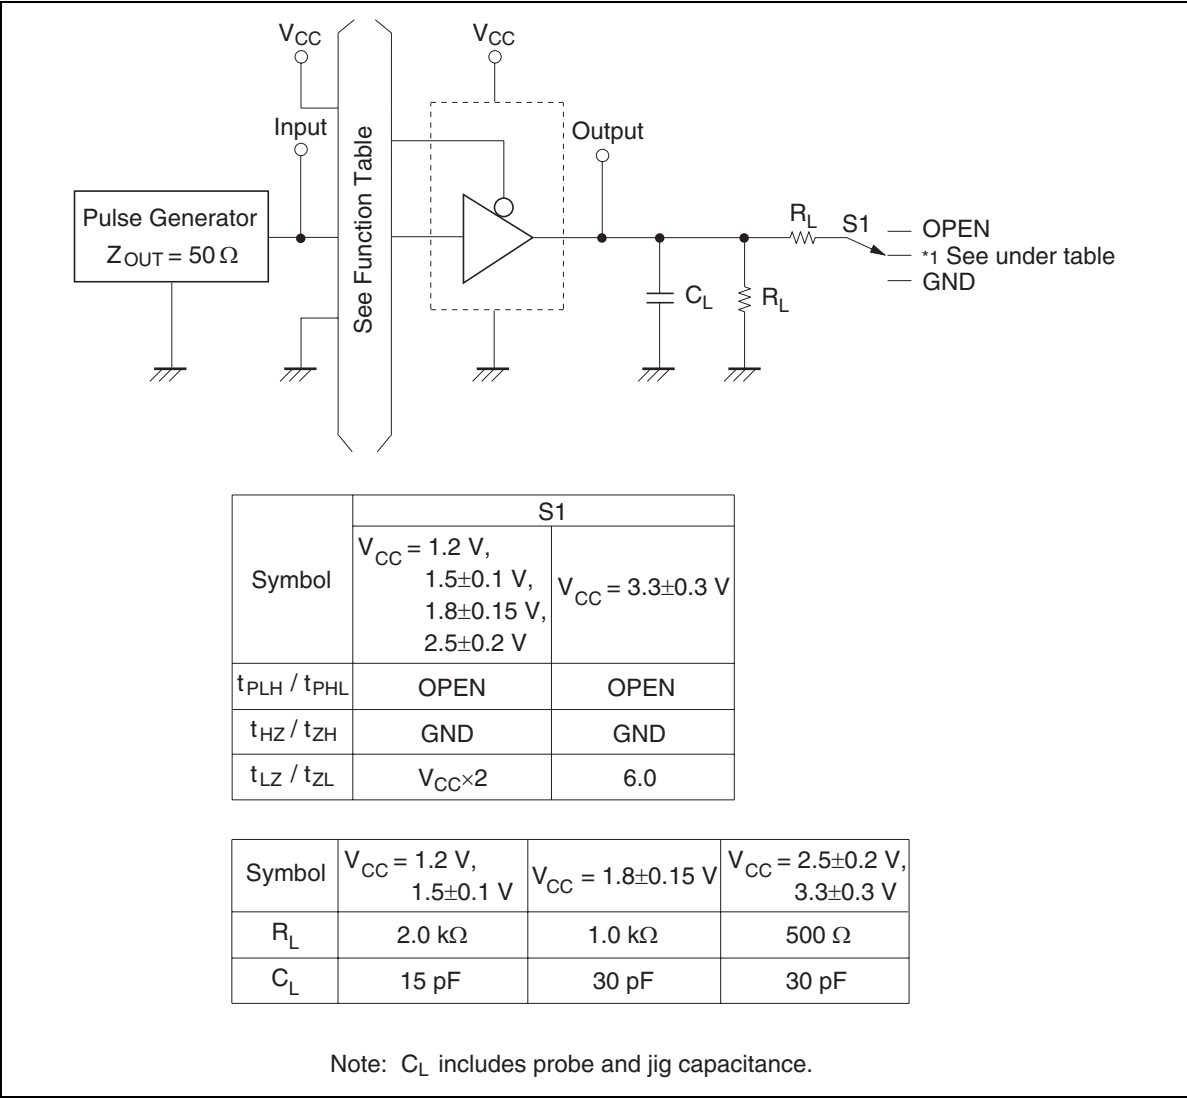 VCC
VCC
Input
Output
Pulse Generator
ZOUT = 50 Ω
See Function Table
RL
S1
OPEN
*1 See under table
GND
CL
RL
Symbol
S1
VCC = 1.2 V,
1.5±0.1 V,
1.8±0.15 V,
2.5±0.2 V
VCC = 3.3±0.3 V
tPLH / tPHL
OPEN
OPEN
tHZ / tZH
GND
GND
tLZ / tZL
VCC×2
6.0
Symbol
VCC = 1.2 V,
1.5±0.1 V
VCC = 1.8±0.15 V
VCC = 2.5±0.2 V,
3.3±0.3 V
RL
2.0 kΩ
1.0 kΩ
500 Ω
CL
15 pF
30 pF
30 pF
Note: CL includes probe and jig capacitance.